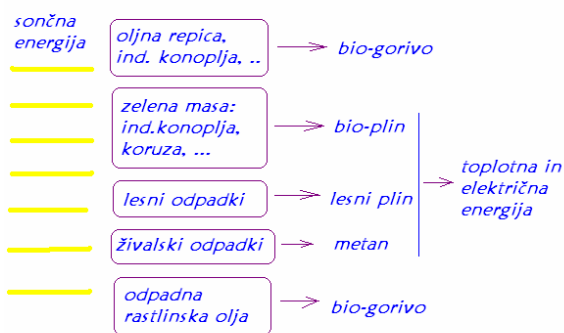 sončna
energija
oljna repica,
ind. konoplja, ..
bio-gorivo
zelena masa:
ind.konoplja,
koruza, ...
bio-plin
lesni odpadki
lesni plin
živalski odpadki
metan
toplotna in
električna
energija
odpadna
rastlinska olja
bio-gorivo